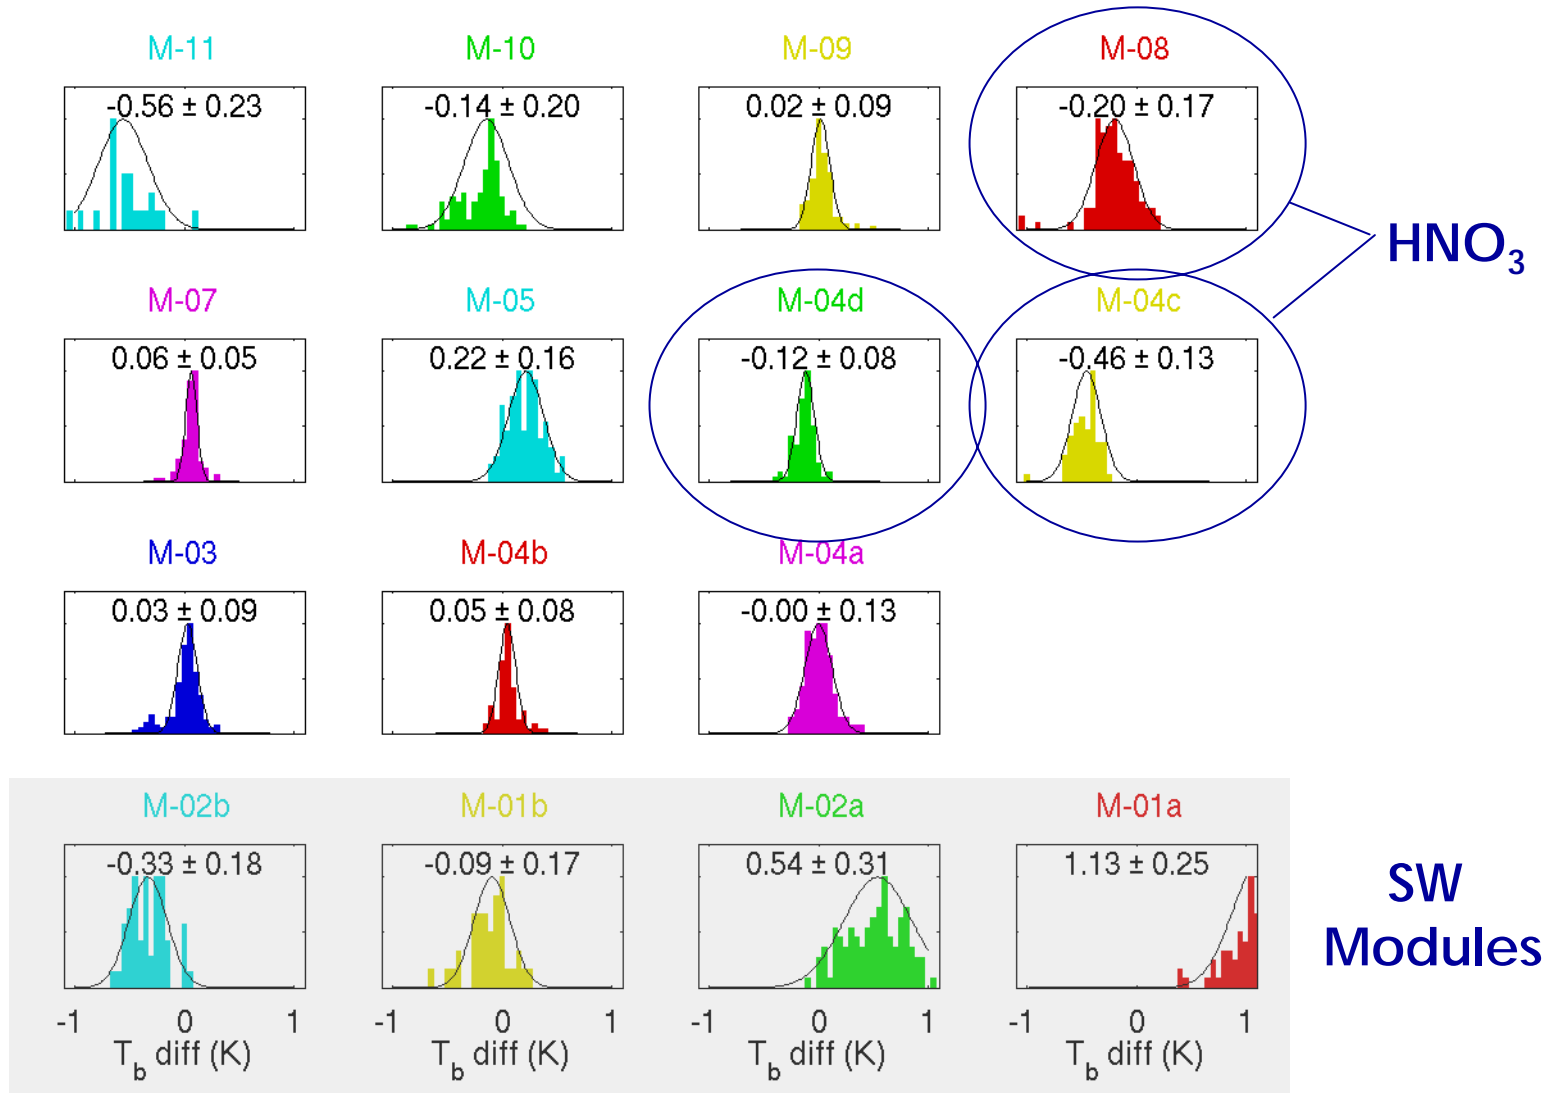 M-11 M-10 M-09 M-08
-0.56 ± 0.23 -0.14 ± 0.20 0.02 ± 0.09 -0.20 ± 0.17
HNO₃
M-07 M-05 M-04d M-04c
0.06 ± 0.05 0.22 ± 0.16 -0.12 ± 0.08 -0.46 ± 0.13
M-03 M-04b M-04a
0.03 ± 0.09 0.05 ± 0.08 -0.00 ± 0.13
M-02b M-01b M-02a M-01a
-0.33 ± 0.18 -0.09 ± 0.17 0.54 ± 0.31 1.13 ± 0.25
SW
Modules
-1 0 1 -1 0 1 -1 0 1 -1 0 1
T_b diff (K) T_b diff (K) T_b diff (K) T_b diff (K)